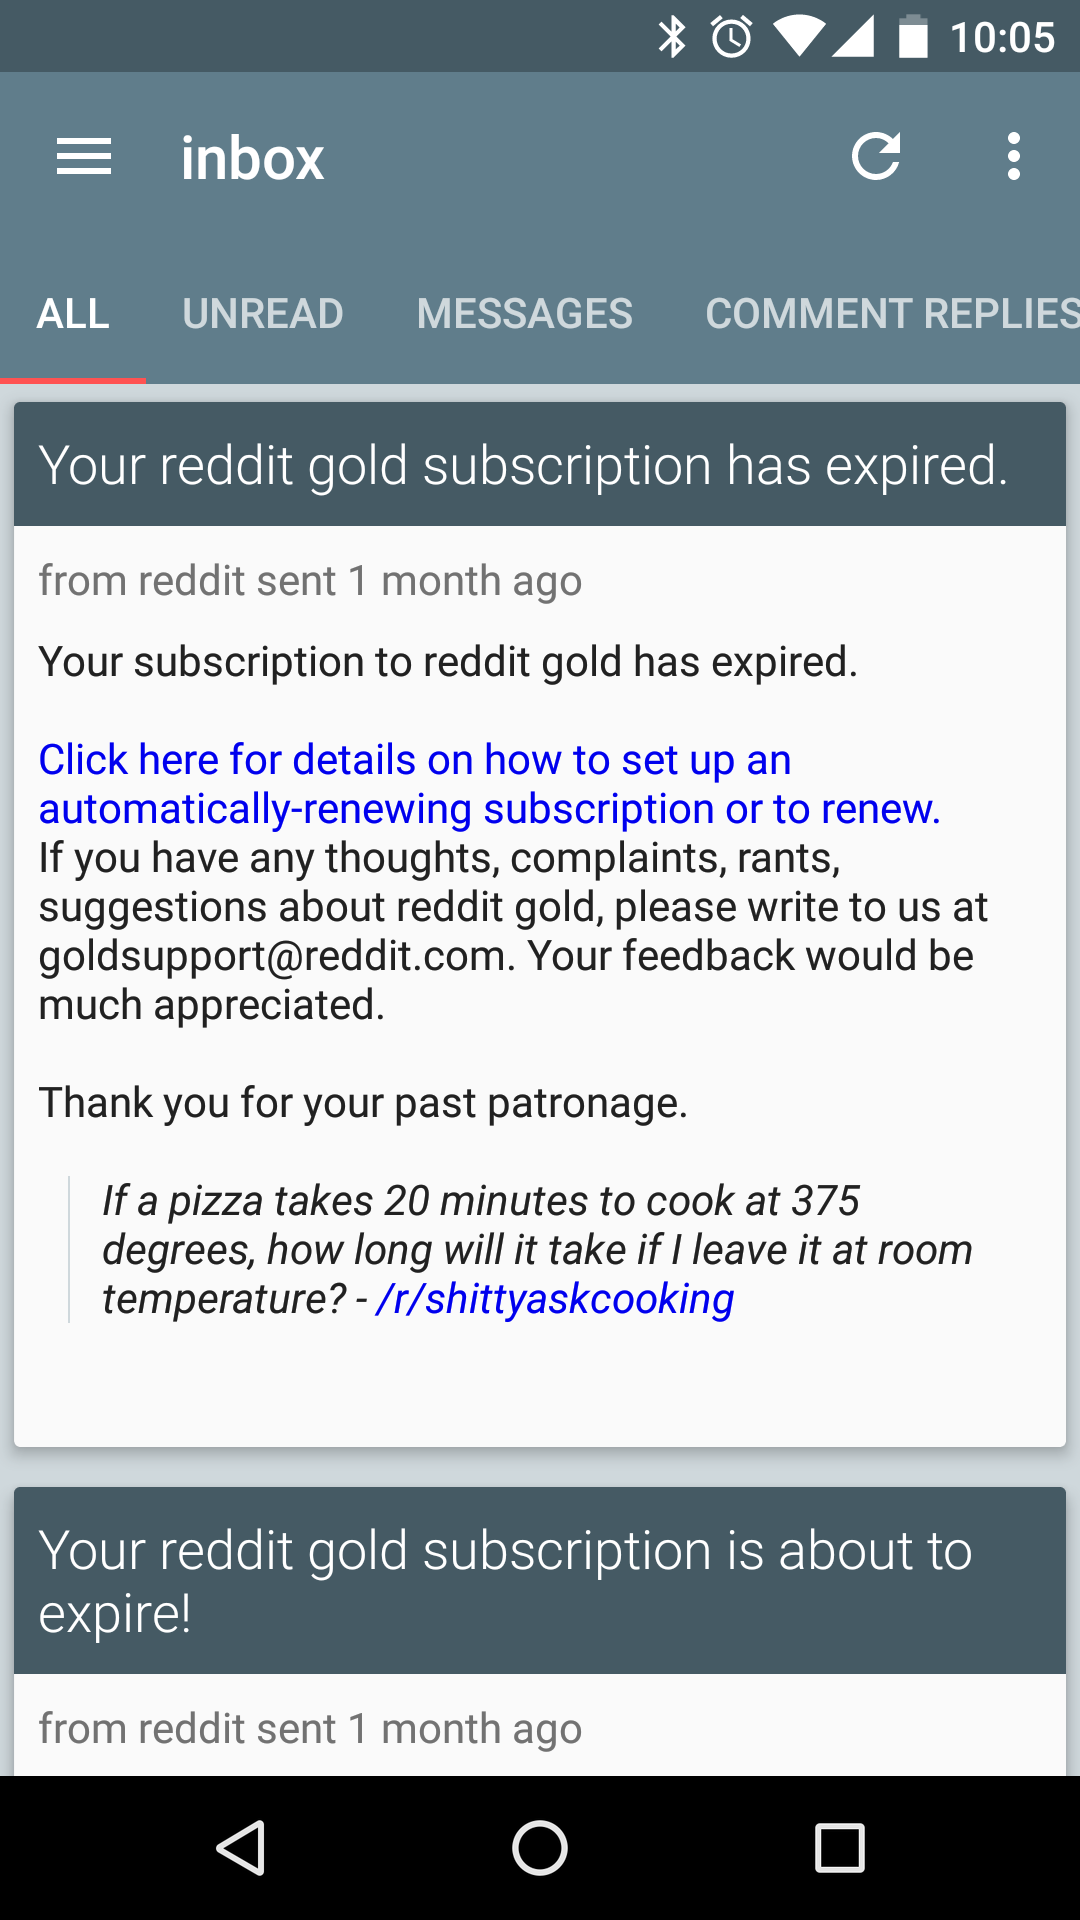 10:05
inbox
ALL UNREAD MESSAGES COMMENT REPLIES
Your reddit gold subscription has expired.
from reddit sent 1 month ago
Your subscription to reddit gold has expired.
Click here for details on how to set up an
automatically-renewing subscription or to renew.
If you have any thoughts, complaints, rants,
suggestions about reddit gold, please write to us at
goldsupport@reddit.com. Your feedback would be
much appreciated.
Thank you for your past patronage.
If a pizza takes 20 minutes to cook at 375
degrees, how long will it take if I leave it at room
temperature? - /r/shittyaskcooking
Your reddit gold subscription is about to
expire!
from reddit sent 1 month ago